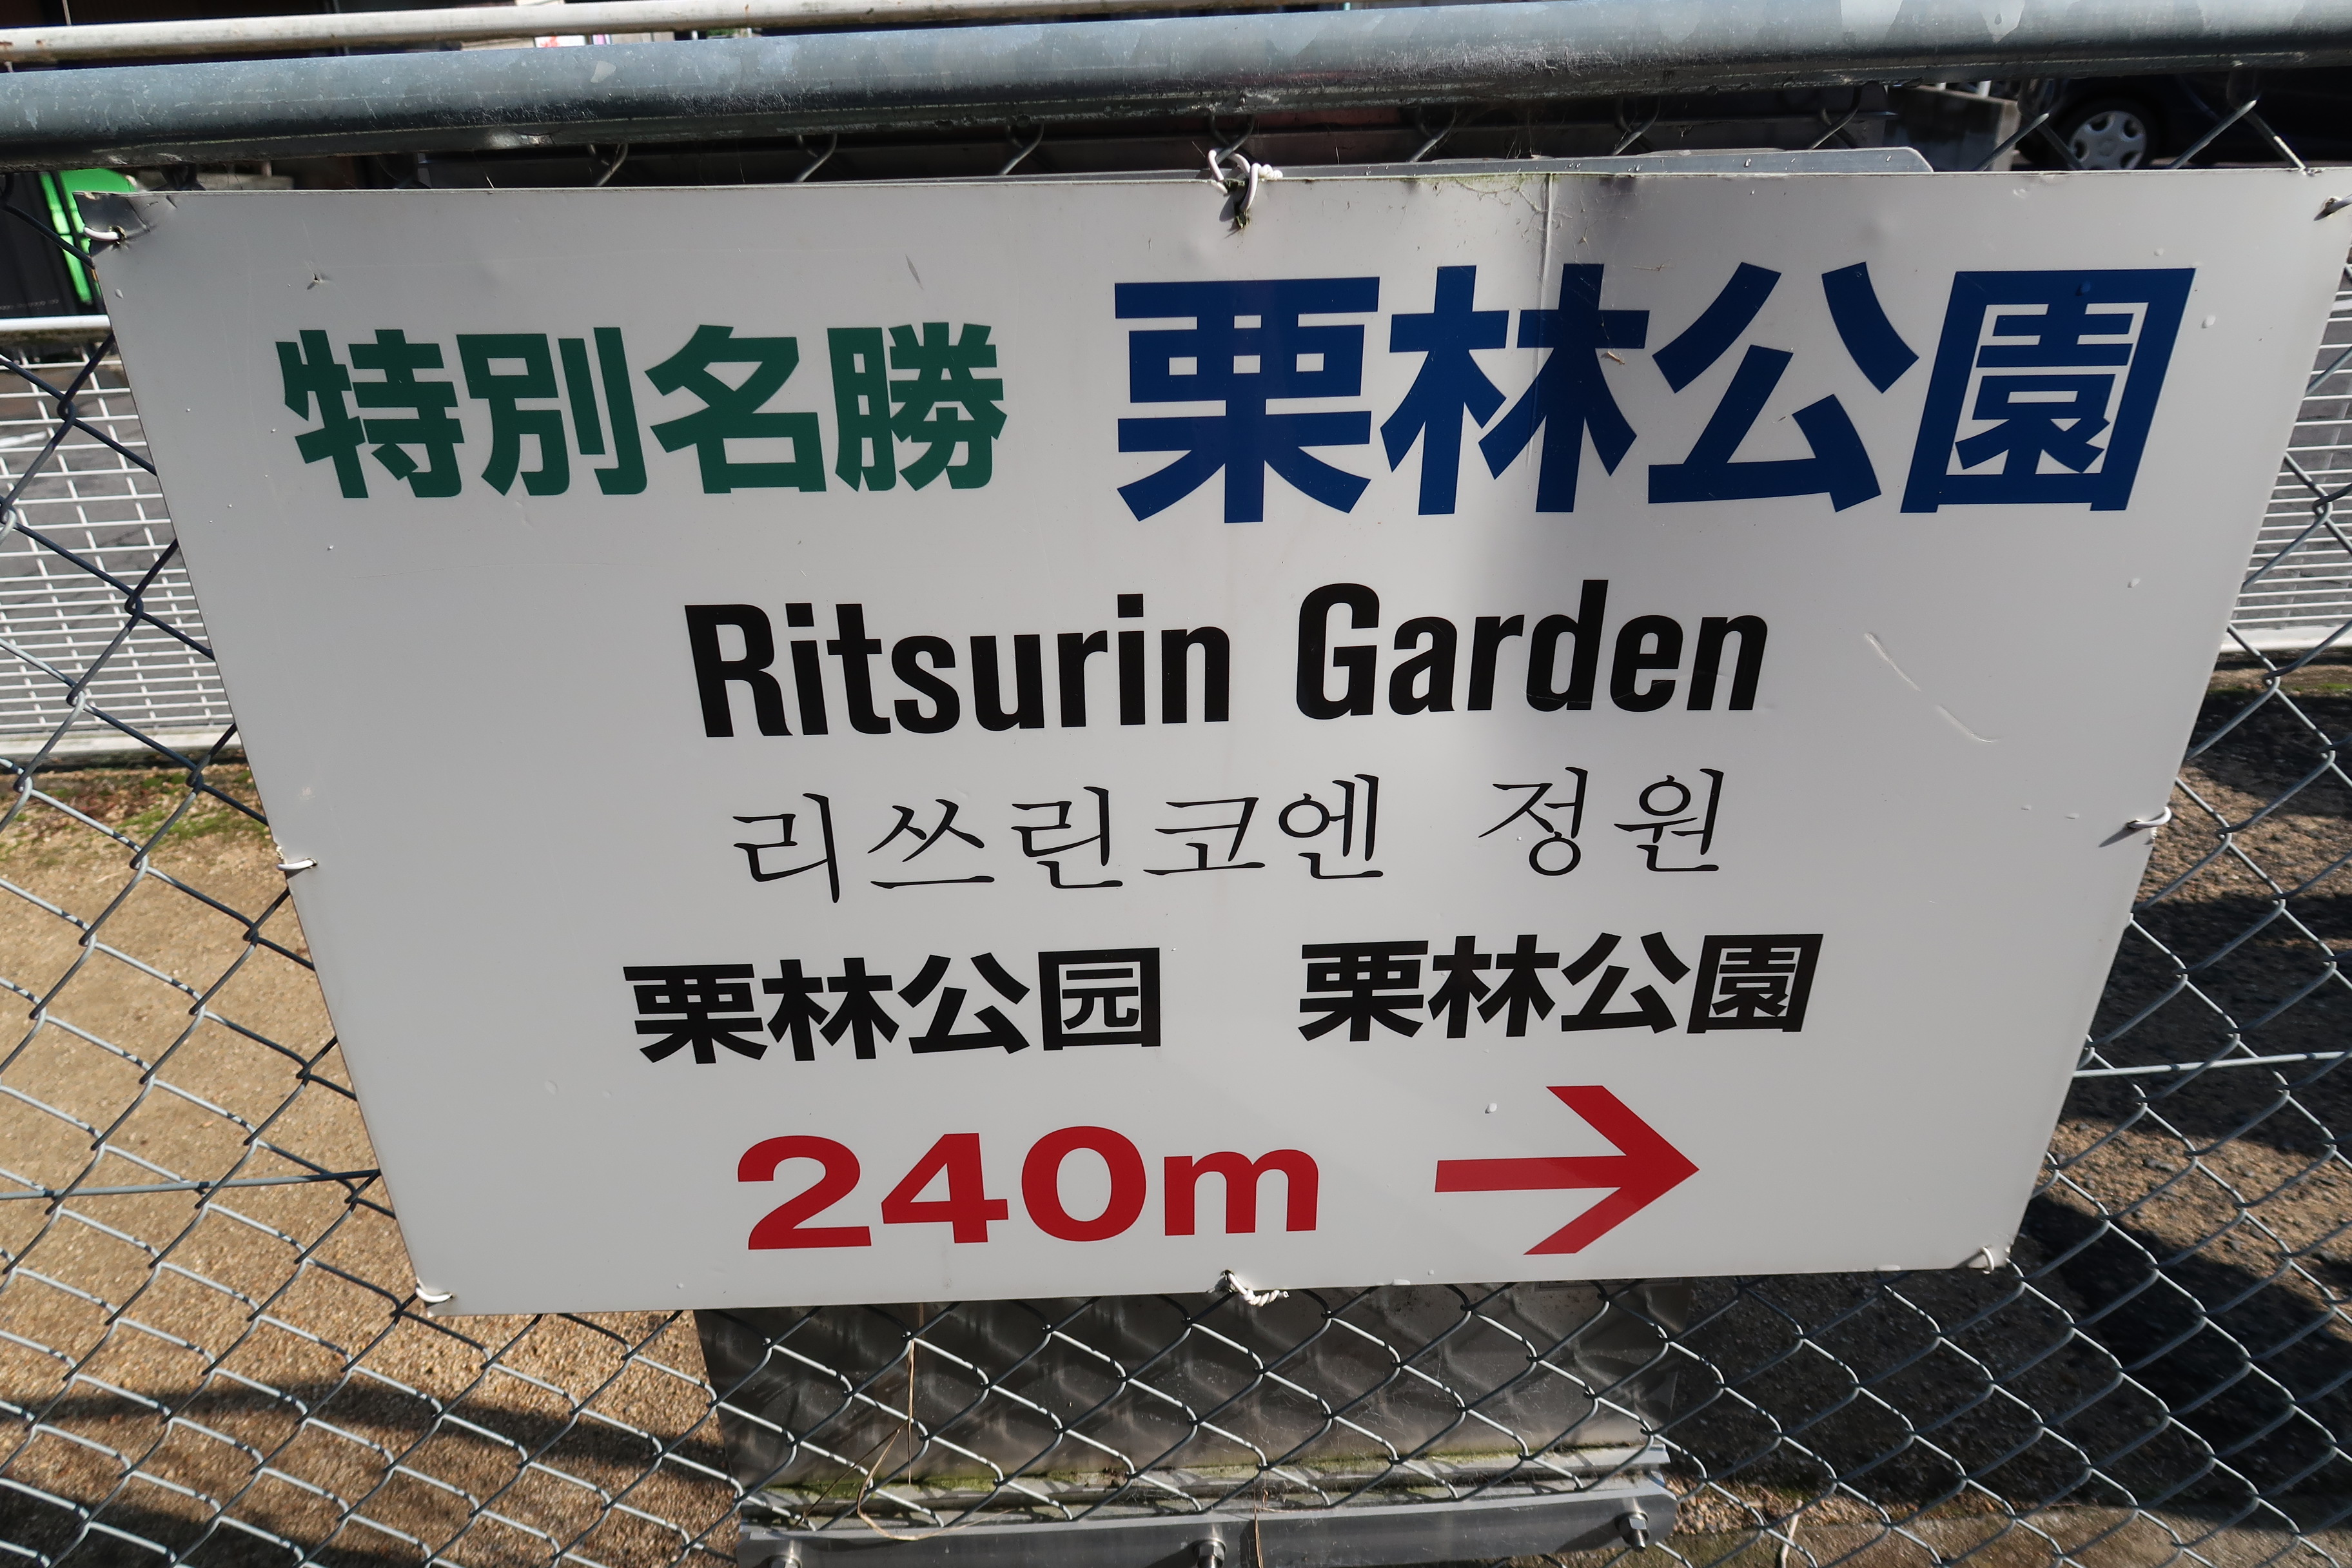 特別名勝 栗林公園
Ritsurin Garden
리쓰린코엔 정원
栗林公园 栗林公園
240m →